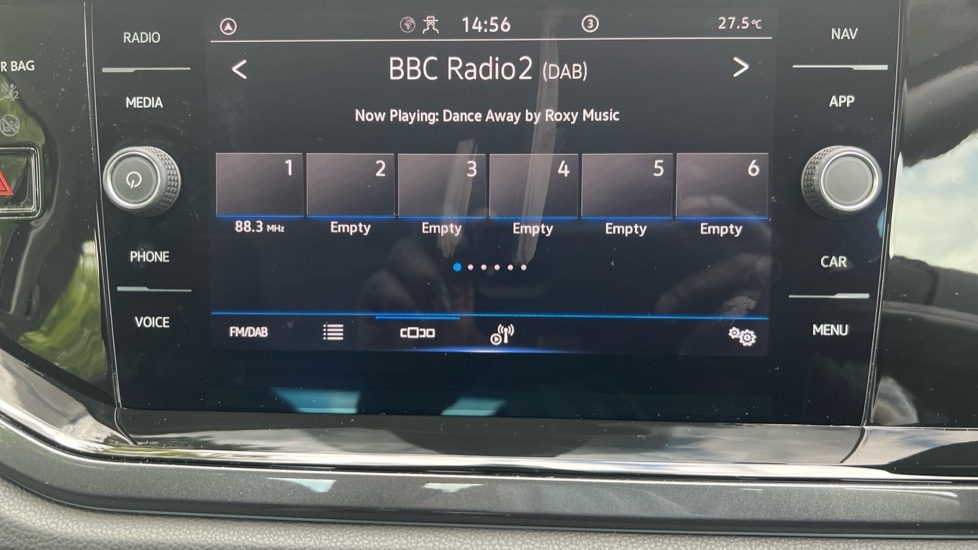 RADIO
14:56
3
27.5°C
NAV
R BAG
BBC Radio2 (DAB)
MEDIA
APP
Now Playing: Dance Away by Roxy Music
1 2 3 4 5 6
88.3 MHz Empty Empty Empty Empty Empty
PHONE
CAR
VOICE
FM/DAB
MENU